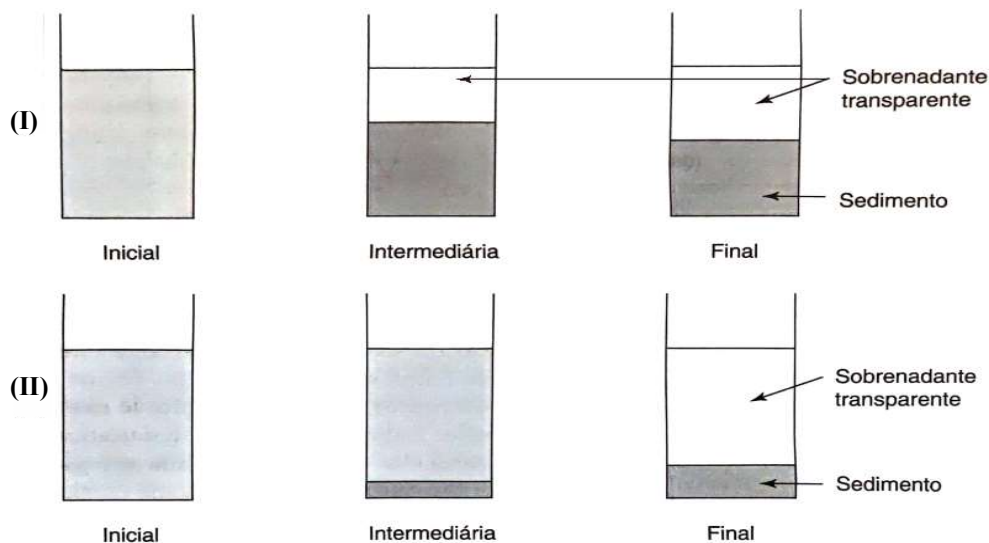 Sobrenadante
transparente
(I)
Sedimento
Inicial
Intermediária
Final
Sobrenadante
transparente
(II)
Sedimento
Inicial
Intermediária
Final